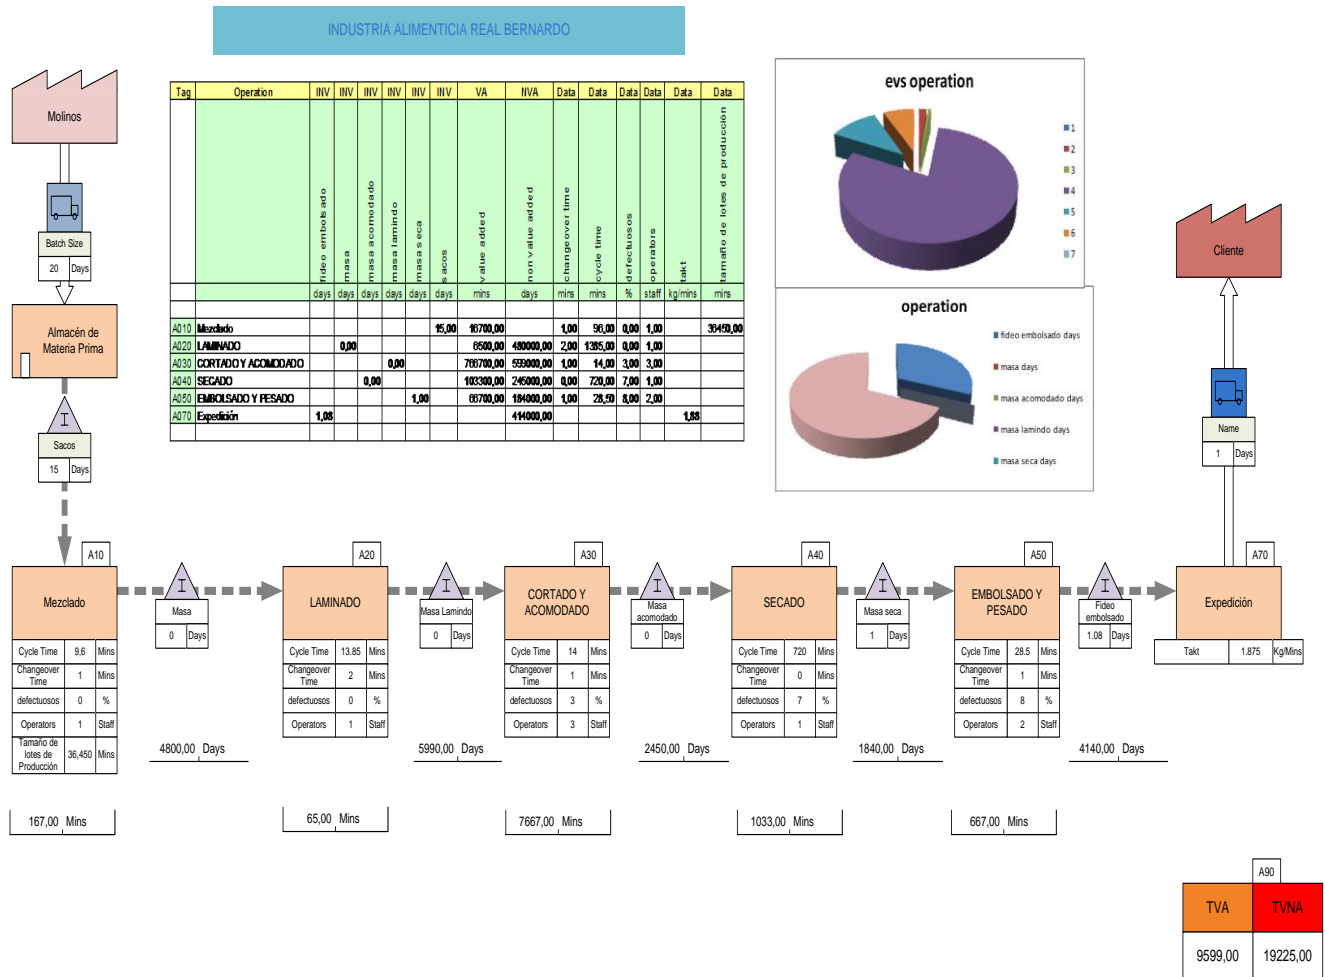 INDUSTRIA ALIMENTICIA REAL BERNARDO
Molinos
Batch Size
20 Days
Almacén de
Materia Prima
I
Sacos
15 Days
Tag Operation INV INV INV INV INV INV VA NVA Data Data Data Data Data Data
fideo embolsado
masa
masa acomodado
masa lamindo
masa seca
sacos
value added
non value added
changeover time
cycle time
defectuosos
operators
takt
tamaño de lotes de producción
days days days days days days mins days mins mins % staff kg/mins mins
A010 Mezclado 15,00 16700,00 1,00 96,00 0,00 1,00 36450,00
A020 LAMINADO 0,00 6500,00 480000,00 2,00 1385,00 0,00 1,00
A030 CORTADO Y ACOMODADO 0,00 766700,00 599000,00 1,00 14,00 3,00 3,00
A040 SECADO 0,00 103300,00 245000,00 0,00 720,00 7,00 1,00
A050 EMBOLSADO Y PESADO 1,00 66700,00 184000,00 1,00 28,50 8,00 2,00
A070 Expedición 1,08 414000,00 1,88
evs operation
1
2
3
4
5
6
7
operation
fideo embolsado days
masa days
masa acomodado days
masa lamindo days
masa seca days
Cliente
Name
1 Days
A10
Mezclado
Cycle Time 9,6 Mins
Changeover
Time 1 Mins
defectuosos 0 %
Operators 1 Staff
Tamaño de
lotes de
Producción 36,450 Mins
I
Masa
0 Days
A20
LAMINADO
Cycle Time 13.85 Mins
Changeover
Time 2 Mins
defectuosos 0 %
Operators 1 Staff
I
Masa Lamindo
0 Days
A30
CORTADO Y
ACOMODADO
Cycle Time 14 Mins
Changeover
Time 1 Mins
defectuosos 3 %
Operators 3 Staff
I
Masa
acomodado
0 Days
A40
SECADO
Cycle Time 720 Mins
Changeover
Time 0 Mins
defectuosos 7 %
Operators 1 Staff
I
Masa seca
1 Days
A50
EMBOLSADO Y
PESADO
Cycle Time 28.5 Mins
Changeover
Time 1 Mins
defectuosos 8 %
Operators 2 Staff
I
Fideo
embolsado
1.08 Days
A70
Expedición
Takt 1.875 Kg/Mins
4800,00 Days
5990,00 Days
2450,00 Days
1840,00 Days
4140,00 Days
167,00 Mins
65,00 Mins
7667,00 Mins
1033,00 Mins
667,00 Mins
A90
TVA TVNA
9599,00 19225,00